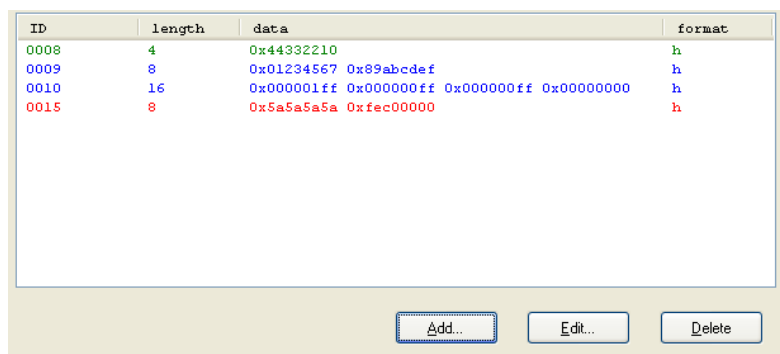 ID length data format
0008 4 0x44332210 h
0009 8 0x01234567 0x89abcdef h
0010 16 0x000001ff 0x000000ff 0x000000ff 0x00000000 h
0015 8 0x5a5a5a5a 0xfec00000 h
Add... Edit... Delete